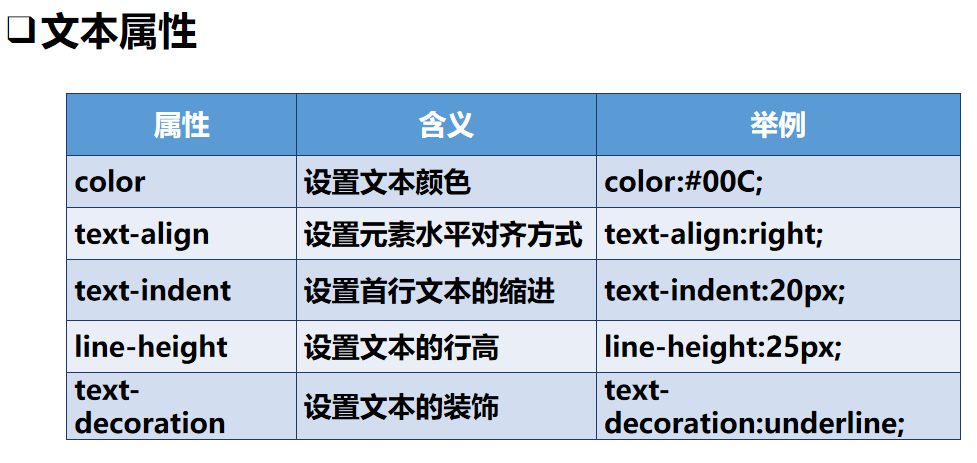 ❑文本属性
属性 含义 举例
color 设置文本颜色 color:#00C;
text-align 设置元素水平对齐方式 text-align:right;
text-indent 设置首行文本的缩进 text-indent:20px;
line-height 设置文本的行高 line-height:25px;
text-
decoration
设置文本的装饰
text-
decoration:underline;